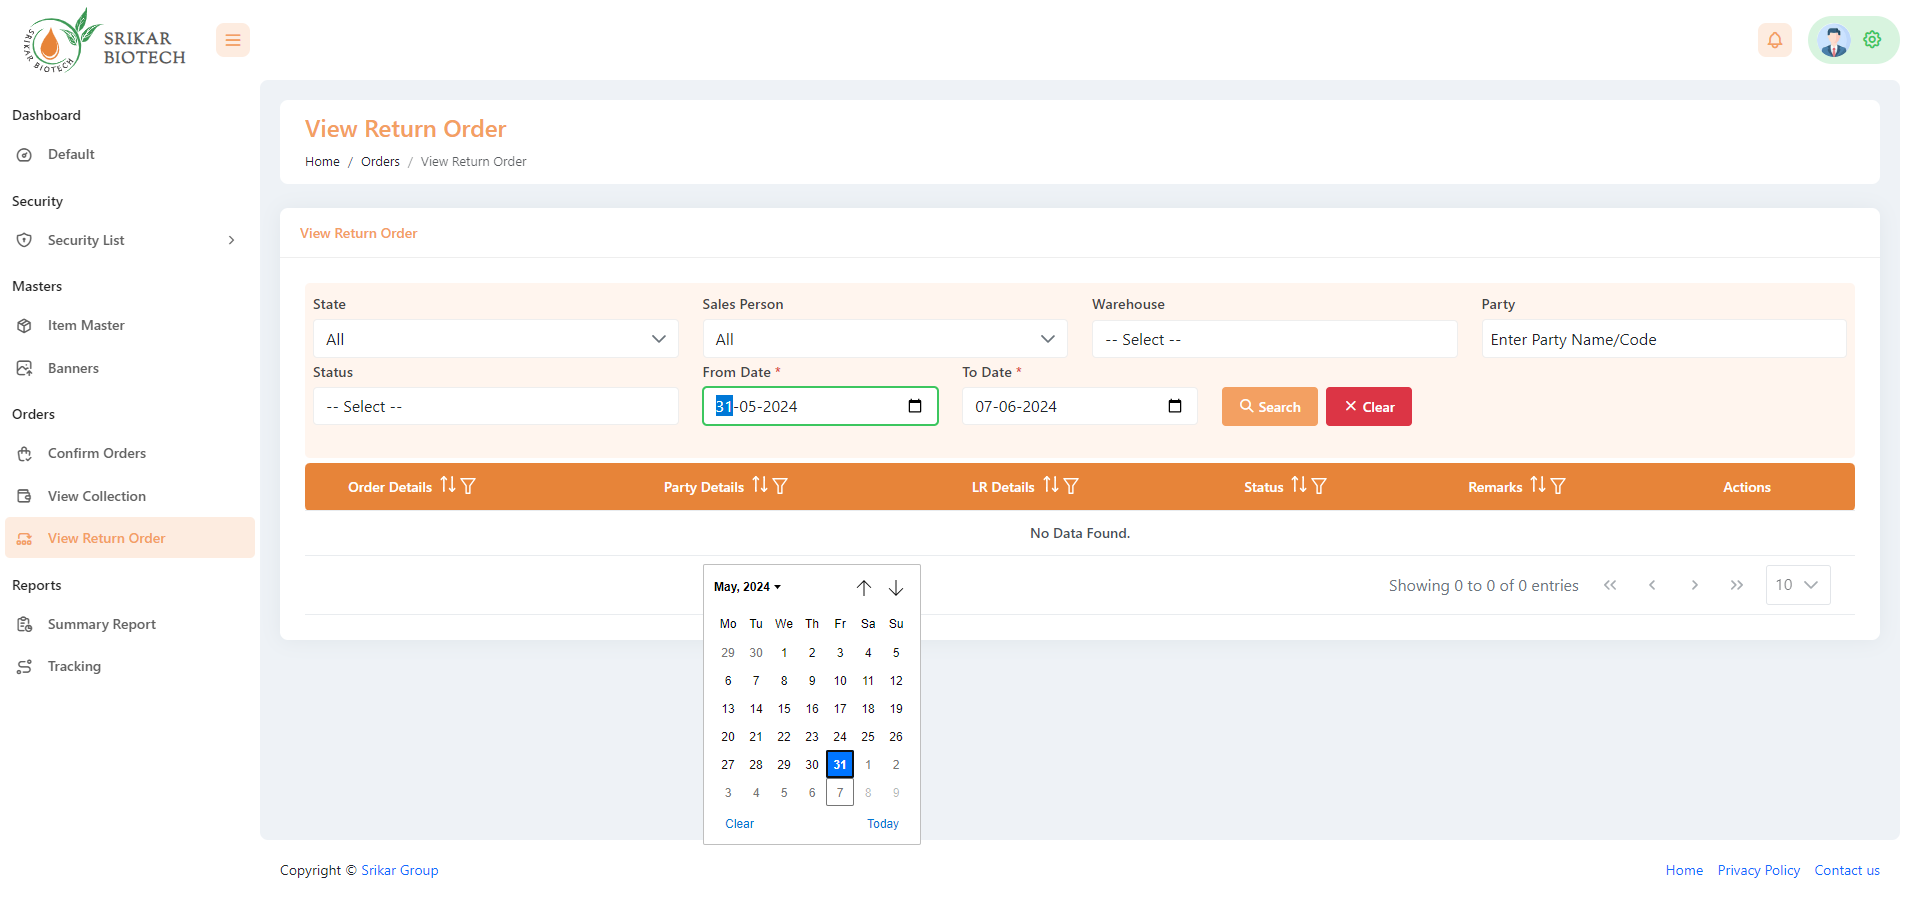 SRIKAR BIOTECH
SRIKAR
BIOTECH
Dashboard
Default
Security
Security List
Masters
Item Master
Banners
Orders
Confirm Orders
View Collection
View Return Order
Reports
Summary Report
Tracking
View Return Order
Home / Orders / View Return Order
View Return Order
State Sales Person Warehouse Party
All All -- Select -- Enter Party Name/Code
Status From Date * To Date *
-- Select -- 31-05-2024 07-06-2024 Search Clear
Order Details Party Details LR Details Status Remarks Actions
No Data Found.
Showing 0 to 0 of 0 entries 10
May, 2024
Mo Tu We Th Fr Sa Su
29 30 1 2 3 4 5
6 7 8 9 10 11 12
13 14 15 16 17 18 19
20 21 22 23 24 25 26
27 28 29 30 31 1 2
3 4 5 6 7 8 9
Clear Today
Copyright © Srikar Group Home Privacy Policy Contact us